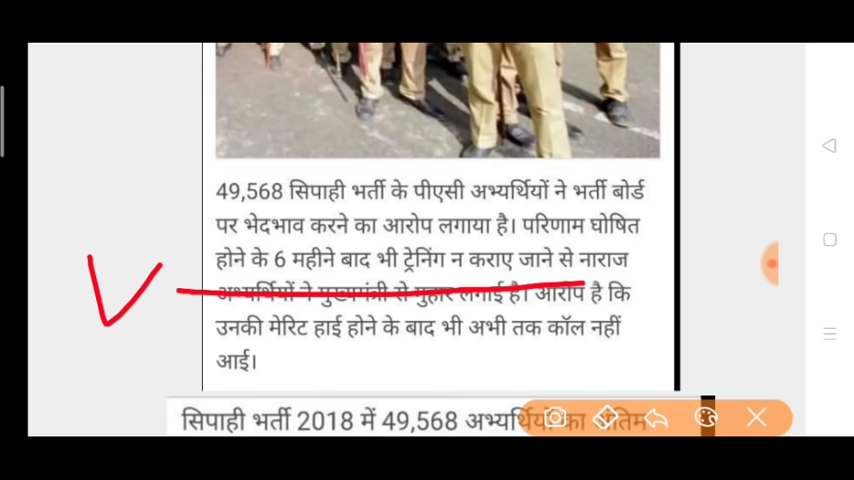 49,568 सिपाही भर्ती के पीएसी अभ्यर्थियों ने भर्ती बोर्ड
पर भेदभाव करने का आरोप लगाया है। परिणाम घोषित
होने के 6 महीने बाद भी ट्रेनिंग न कराए जाने से नाराज
अभ्यर्थियों ने मुख्यमंत्री से गुहार लगाई है। आरोप है कि
उनकी मेरिट हाई होने के बाद भी अभी तक कॉल नहीं
आई।
सिपाही भर्ती 2018 में 49,568 अभ्यर्थियों का अंतिम